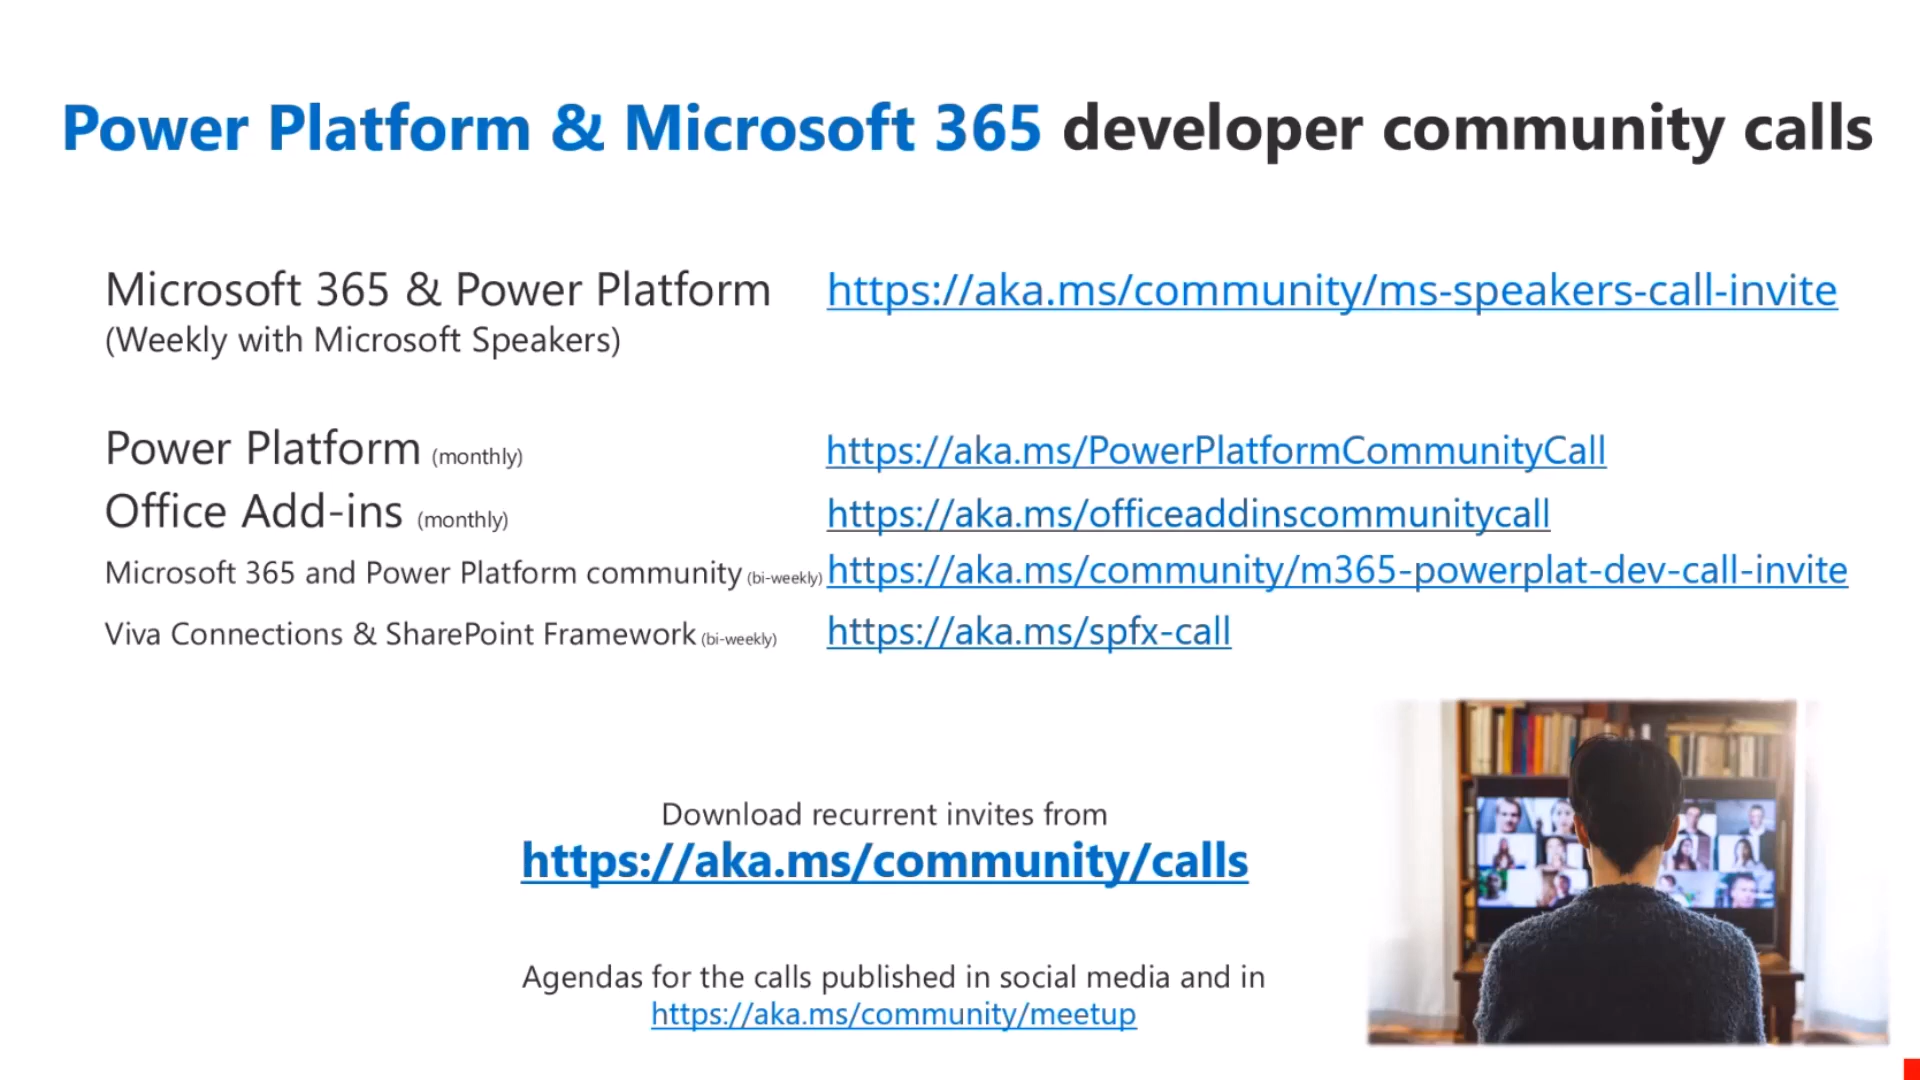 Power Platform & Microsoft 365 developer community calls
Microsoft 365 & Power Platform https://aka.ms/community/ms-speakers-call-invite
(Weekly with Microsoft Speakers)
Power Platform (monthly) https://aka.ms/PowerPlatformCommunityCall
Office Add-ins (monthly) https://aka.ms/officeaddinscommunitycall
Microsoft 365 and Power Platform community (bi-weekly) https://aka.ms/community/m365-powerplat-dev-call-invite
Viva Connections & SharePoint Framework (bi-weekly) https://aka.ms/spfx-call
Download recurrent invites from
https://aka.ms/community/calls
Agendas for the calls published in social media and in
https://aka.ms/community/meetup